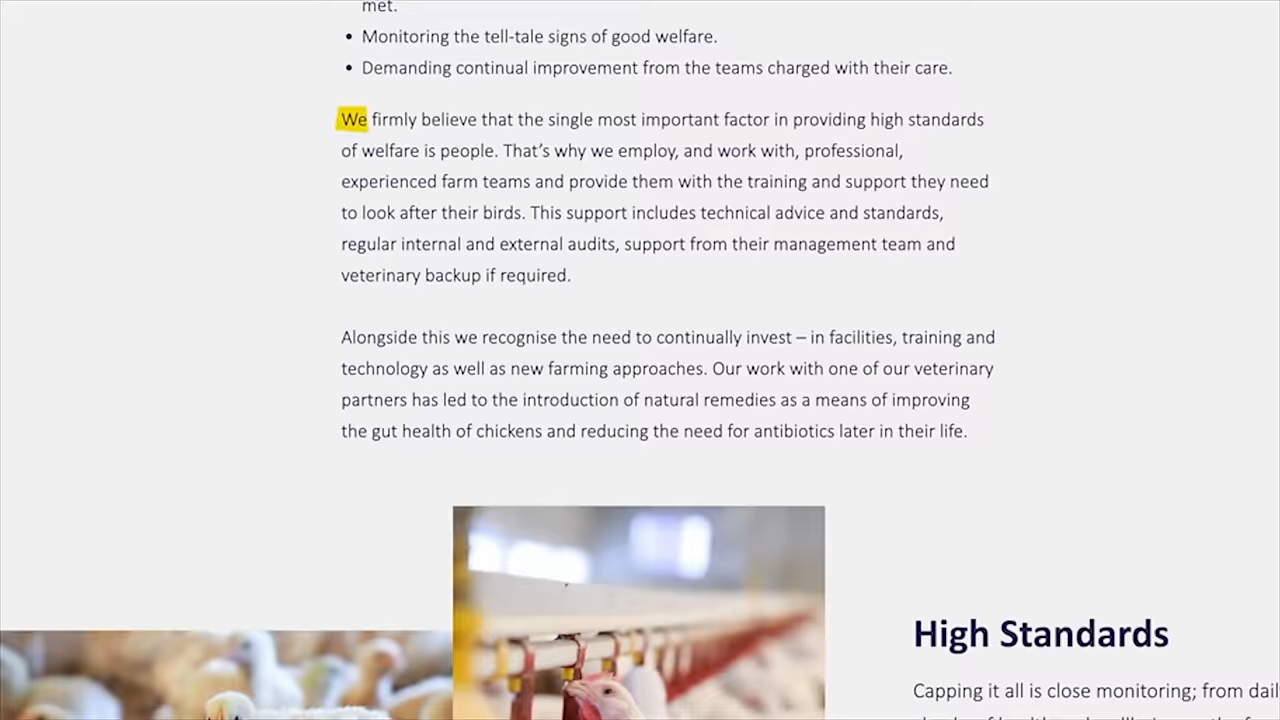 met.
• Monitoring the tell-tale signs of good welfare.
• Demanding continual improvement from the teams charged with their care.
We firmly believe that the single most important factor in providing high standards
of welfare is people. That’s why we employ, and work with, professional,
experienced farm teams and provide them with the training and support they need
to look after their birds. This support includes technical advice and standards,
regular internal and external audits, support from their management team and
veterinary backup if required.
Alongside this we recognise the need to continually invest – in facilities, training and
technology as well as new farming approaches. Our work with one of our veterinary
partners has led to the introduction of natural remedies as a means of improving
the gut health of chickens and reducing the need for antibiotics later in their life.
High Standards
Capping it all is close monitoring; from dail